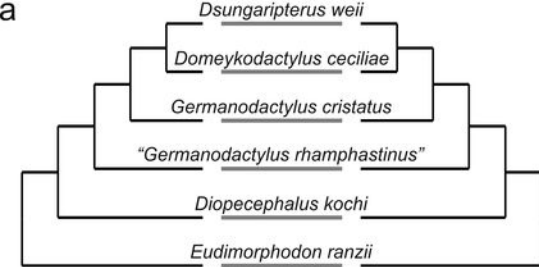 a
Dsungaripterus weii
Domeykodactylus ceciliae
Germanodactylus cristatus
“Germanodactylus rhamphastinus”
Diopecephalus kochi
Eudimorphodon ranzii